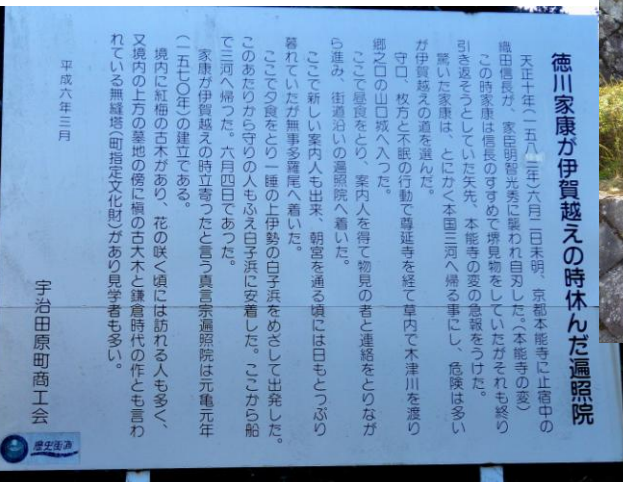 徳川家康が伊賀越えの時休んだ遍照院
天正十年(一五八二年)六月二日未明、京都本能寺に止宿中の
織田信長が、家臣明智光秀に襲われ自刃した。(本能寺の変)
この時家康は信長のすすめで堺見物をしていたがそれも終り
引き返そうとしていた矢先、本能寺の変の急報をうけた。
驚いた家康は、とにかく本国三河へ帰る事にし、危険は多い
が伊賀越えの道を選んだ。
守口、枚方と不眠の行動で尊延寺を経て草内で木津川を渡り
郷之口の山口城へ入った。
ここで昼食をとり、案内人を得て物見の者と連絡をとりなが
ら進み、街道沿いの遍照院へ着いた。
ここで新しい案内人も出来、朝宮を通る頃には日もとっぷり
暮れていたが無事多羅尾へ着いた。
ここで夕食をとり一睡の上伊勢の白子浜をめざして出発した。
このあたりから守りの人もふえ白子浜に安着した。ここから船
で三河へ帰った。六月四日であった。
家康が伊賀越えの時立寄ったと言う真言宗遍照院は元亀元年
(一五七〇年)の建立である。
境内に紅梅の古木があり、花の咲く頃には訪れる人も多く、
又境内の上方の墓地の傍に槇の古大木と鎌倉時代の作とも言わ
れている無縫塔(町指定文化財)があり見学者も多い。
平成六年三月
宇治田原町商工会
歴史街道